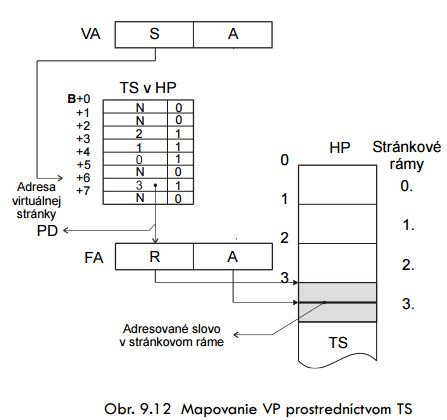 VA S A
TS v HP
B+0 N 0
+1 N 0
+2 2 1
+3 1 1
+4 0 1
+5 N 0
+6 3 1
+7 N 0
Adresa
virtuálnej
stránky
PD
FA R A
HP
Stránkové
rámy
0
0.
1
1.
2
2.
3
3.
TS
Adresované slovo
v stránkovom ráme
Obr. 9.12 Mapovanie VP prostredníctvom TS